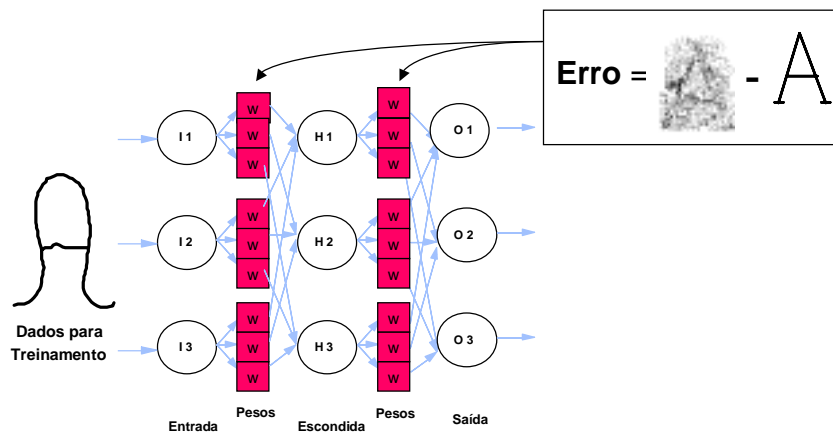 Erro = - A
W
W
W
W
W
W
I 1
H 1
O 1
W
W
W
W
W
W
I 2
H 2
O 2
Dados para
Treinamento
W
W
W
W
W
W
I 3
H 3
O 3
Entrada
Pesos
Escondida
Pesos
Saída